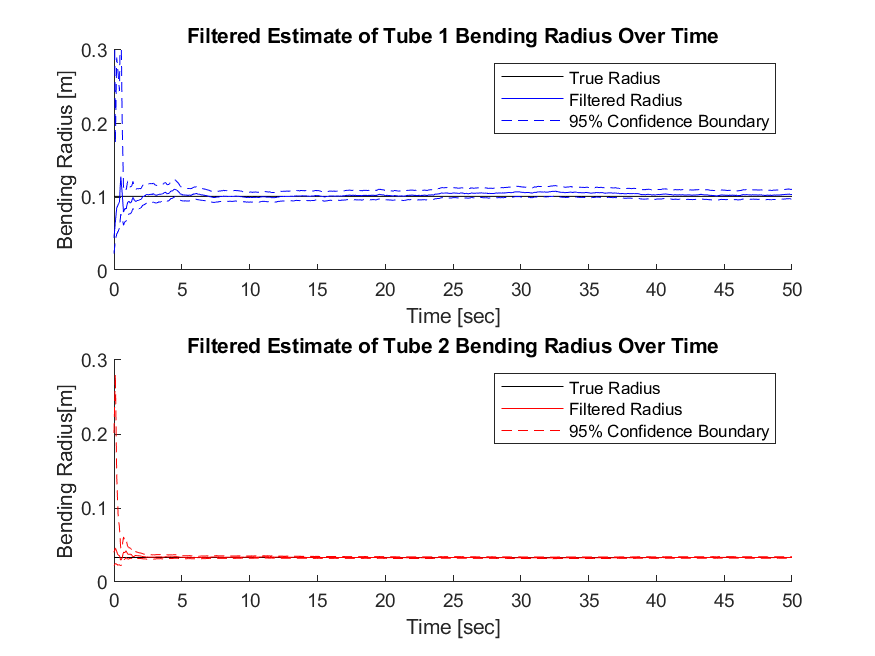 Filtered Estimate of Tube 1 Bending Radius Over Time
Bending Radius [m]
0.3
0.2
0.1
0
True Radius
Filtered Radius
95% Confidence Boundary
0 5 10 15 20 25 30 35 40 45 50
Time [sec]
Filtered Estimate of Tube 2 Bending Radius Over Time
Bending Radius[m]
0.3
0.2
0.1
0
True Radius
Filtered Radius
95% Confidence Boundary
0 5 10 15 20 25 30 35 40 45 50
Time [sec]